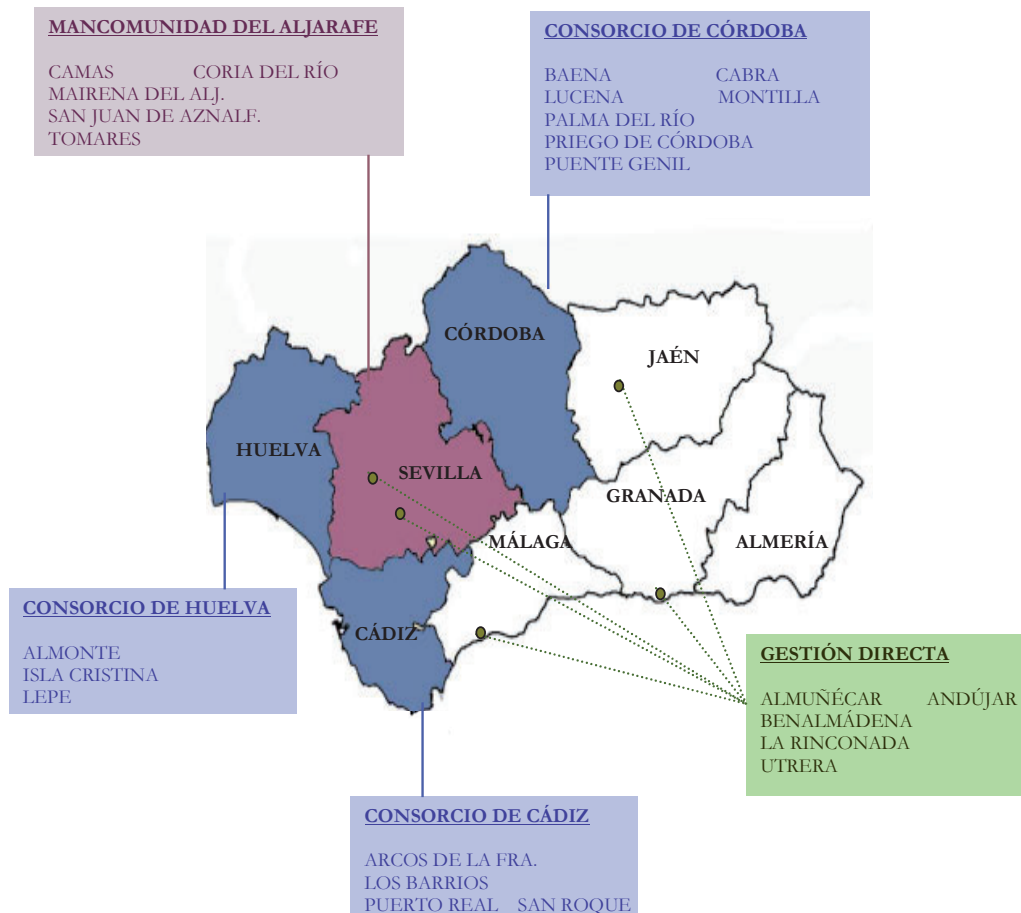 MANCOMUNIDAD DEL ALJARAFE
CAMAS CORIA DEL RÍO
MAIRENA DEL ALJ.
SAN JUAN DE AZNALF.
TOMARES
CONSORCIO DE CÓRDOBA
BAENA CABRA
LUCENA MONTILLA
PALMA DEL RÍO
PRIEGO DE CÓRDOBA
PUENTE GENIL
CÓRDOBA
JAÉN
HUELVA
SEVILLA
GRANADA
MÁLAGA
ALMERÍA
CÁDIZ
CONSORCIO DE HUELVA
ALMONTE
ISLA CRISTINA
LEPE
GESTIÓN DIRECTA
ALMUÑÉCAR ANDÚJAR
BENALMÁDENA
LA RINCONADA
UTRERA
CONSORCIO DE CÁDIZ
ARCOS DE LA FRA.
LOS BARRIOS
PUERTO REAL SAN ROQUE